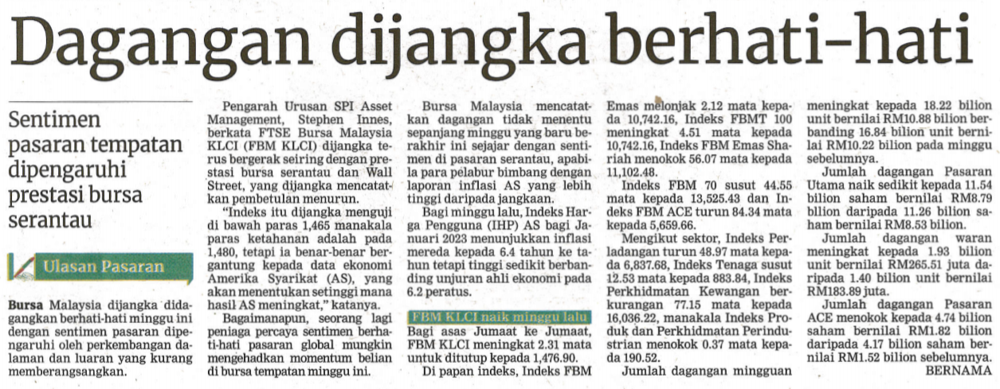 Dagangan dijangka berhati-hati
Sentimen
pasaran tempatan
dipengaruhi
prestasi bursa
serantau
Ulasan Pasaran
Bursa Malaysia dijangka dida-
gangkan berhati-hati minggu ini
dengan sentimen pasaran dipe-
ngaruhi oleh perkembangan da-
laman dan luaran yang kurang
memberangsangkan.
Pengarah Urusan SPI Asset
Management, Stephen Innes,
berkata FTSE Bursa Malaysia
KLCI (FBM KLCI) dijangka te-
rus bergerak seiring dengan pre-
stasi bursa serantau dan Wall
Street, yang dijangka mencatat-
kan pembetulan menurun.
“Indeks itu dijangka menguji
di bawah paras 1,465 manakala
paras ketahanan adalah pada
1,480, tetapi ia benar-benar ber-
gantung kepada data ekonomi
Amerika Syarikat (AS), yang
akan menentukan setinggi mana
hasil AS meningkat,” katanya.
Bagaimanapun, seorang lagi
peniaga percaya sentimen berha-
ti-hati pasaran global mungkin
mengehadkan momentum belian
di bursa tempatan minggu ini.
Bursa Malaysia mencatat-
kan dagangan tidak menentu
sepanjang minggu yang baru be-
rakhir ini sejajar dengan senti-
men di pasaran serantau, apabi-
la para pelabur bimbang dengan
laporan inflasi AS yang lebih
tinggi daripada jangkaan.
Bagi minggu lalu, Indeks Har-
ga Pengguna (IHP) AS bagi Ja-
nuari 2023 menunjukkan inflasi
mereda kepada 6.4 tahun ke ta-
hun tetapi tinggi sedikit berban-
ding unjuran ahli ekonomi pada
6.2 peratus.
FBM KLCI naik minggu lalu
Bagi asas Jumaat ke Jumaat,
FBM KLCI meningkat 2.31 mata
untuk ditutup kepada 1,476.90.
Di papan indeks, Indeks FBM
Emas melonjak 2.12 mata kepa-
da 10,742.16, Indeks FBMT 100
meningkat 4.51 mata kepada
10,742.16, Indeks FBM Emas Sha-
riah menokok 56.07 mata kepada
11,102.48.
Indeks FBM 70 susut 44.55
mata kepada 13,525.43 dan In-
deks FBM ACE turun 84.34 mata
kepada 5,659.66.
Mengikut sektor, Indeks Per-
ladangan turun 48.97 mata kepa-
da 6,837.68, Indeks Tenaga susut
12.53 mata kepada 883.84, Indeks
Perkhidmatan Kewangan ber-
kurangan 77.15 mata kepada
16,036.22, manakala Indeks Pro-
duk dan Perkhidmatan Perindu-
strian menokok 0.37 mata kepa-
da 190.52.
Jumlah dagangan mingguan
meningkat kepada 18.22 bilion
unit bernilai RM10.88 bilion ber-
banding 16.84 bilion unit berni-
lai RM10.22 bilion pada minggu
sebelumnya.
Jumlah dagangan Pasaran
Utama naik sedikit kepada 11.54
bilion saham bernilai RM8.79
bllion daripada 11.26 bilion sa-
ham bernilai RM8.53 bilion.
Jumlah dagangan waran
meningkat kepada 1.93 bilion
unit bernilai RM265.51 juta da-
ripada 1.40 bilion unit bernilai
RM183.89 juta.
Jumlah dagangan Pasaran
ACE menokok kepada 4.74 bilion
saham bernilai RM1.82 bilion
daripada 4.17 bilion saham ber-
nilai RM1.52 bilion sebelumnya.
BERNAMA